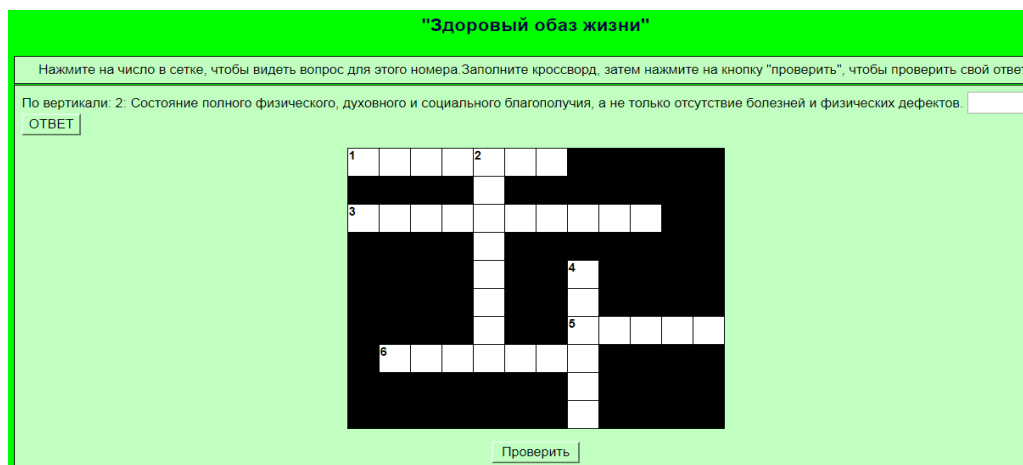 "Здоровый обаз жизни"
Нажмите на число в сетке, чтобы видеть вопрос для этого номера.Заполните кроссворд, затем нажмите на кнопку "проверить", чтобы проверить свой ответ
По вертикали: 2: Состояние полного физического, духовного и социального благополучия, а не только отсутствие болезней и физических дефектов.
ОТВЕТ
1 2
3
4
5
6
Проверить